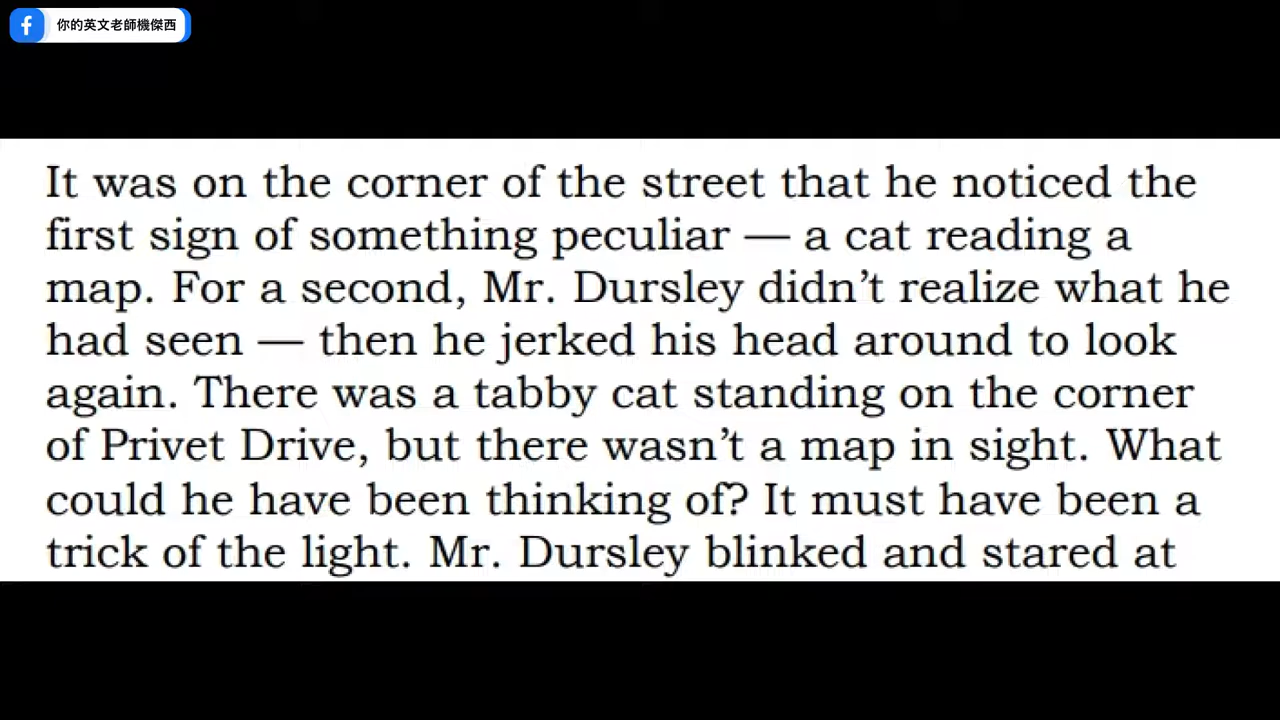 你的英文老師機傑西
It was on the corner of the street that he noticed the
first sign of something peculiar — a cat reading a
map. For a second, Mr. Dursley didn’t realize what he
had seen — then he jerked his head around to look
again. There was a tabby cat standing on the corner
of Privet Drive, but there wasn’t a map in sight. What
could he have been thinking of? It must have been a
trick of the light. Mr. Dursley blinked and stared at